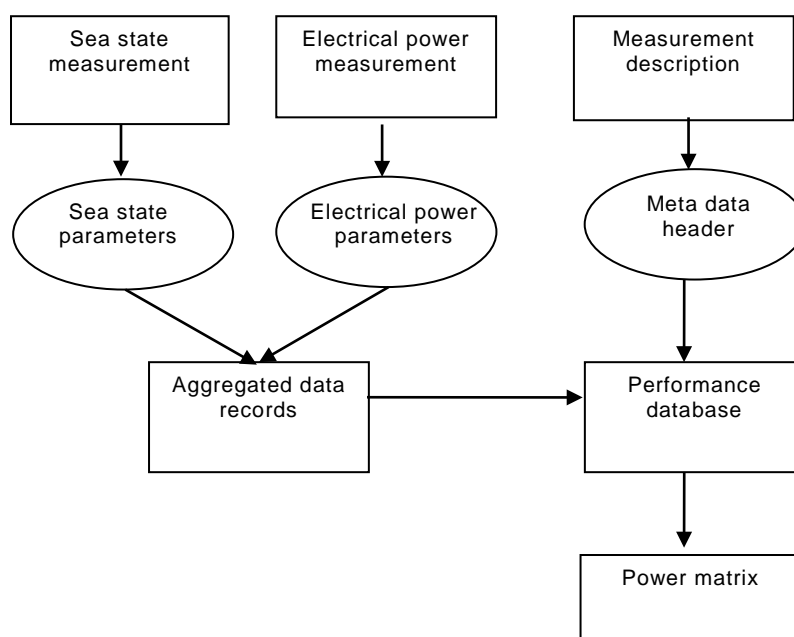 Sea state
measurement
Electrical power
measurement
Measurement
description
Sea state
parameters
Electrical power
parameters
Meta data
header
Aggregated data
records
Performance
database
Power matrix